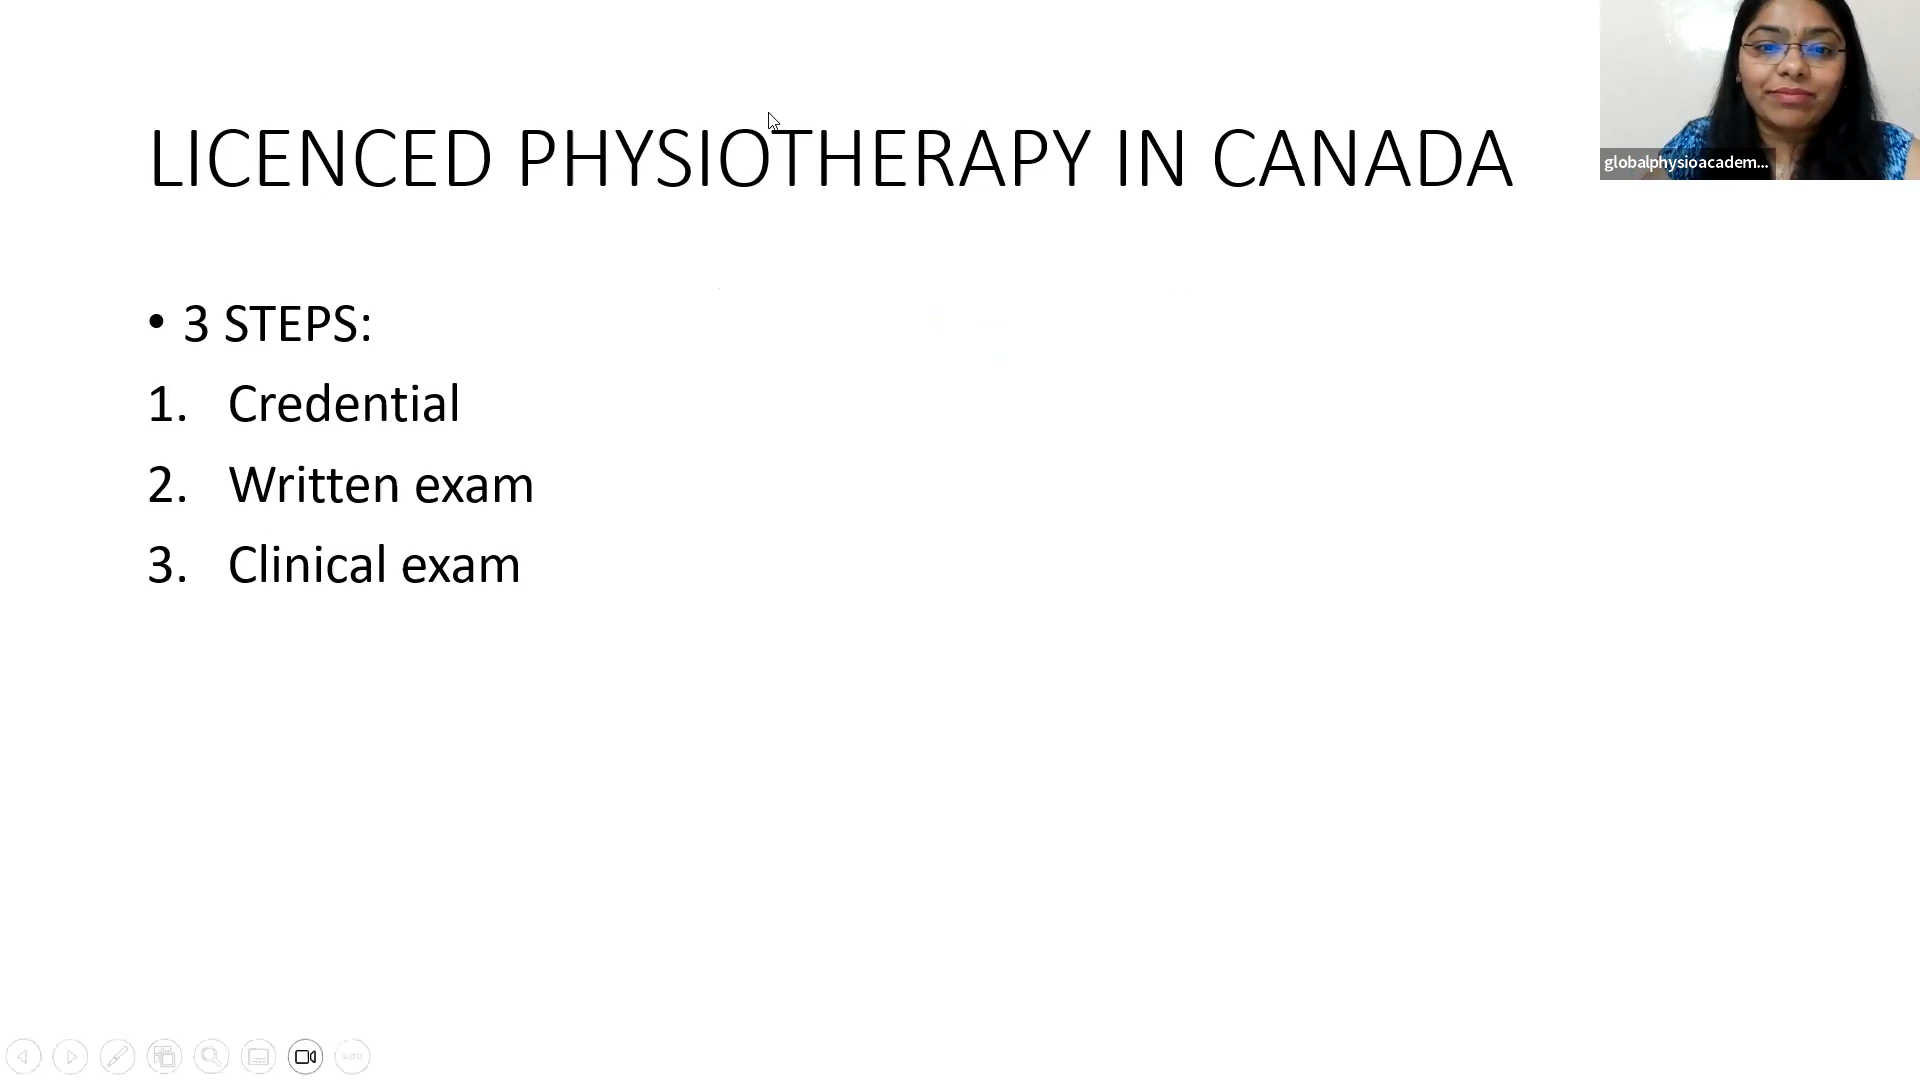 LICENCED PHYSIOTHERAPY IN CANADA
globalphysioacadem...
• 3 STEPS:
1. Credential
2. Written exam
3. Clinical exam